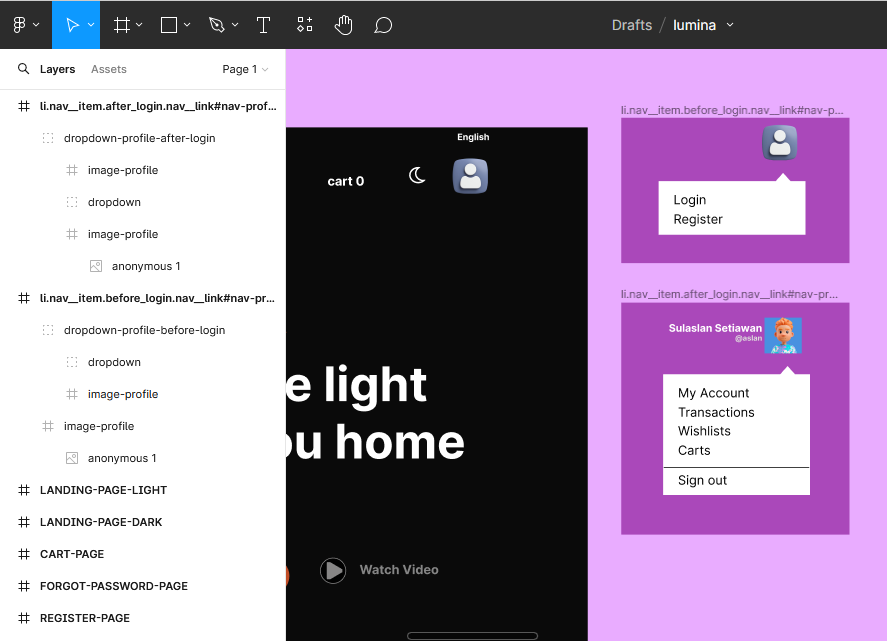 Drafts / lumina
Layers Assets Page 1
li.nav__item.after_login.nav__link#nav-prof...
dropdown-profile-after-login
image-profile
dropdown
image-profile
anonymous 1
li.nav__item.before_login.nav__link#nav-pr...
dropdown-profile-before-login
dropdown
image-profile
image-profile
anonymous 1
LANDING-PAGE-LIGHT
LANDING-PAGE-DARK
CART-PAGE
FORGOT-PASSWORD-PAGE
REGISTER-PAGE
English
cart 0
e light
ou home
Watch Video
li.nav__item.before_login.nav__link#nav-p...
Login
Register
li.nav__item.after_login.nav__link#nav-pr...
Sulaslan Setiawan
@aslan
My Account
Transactions
Wishlists
Carts
Sign out